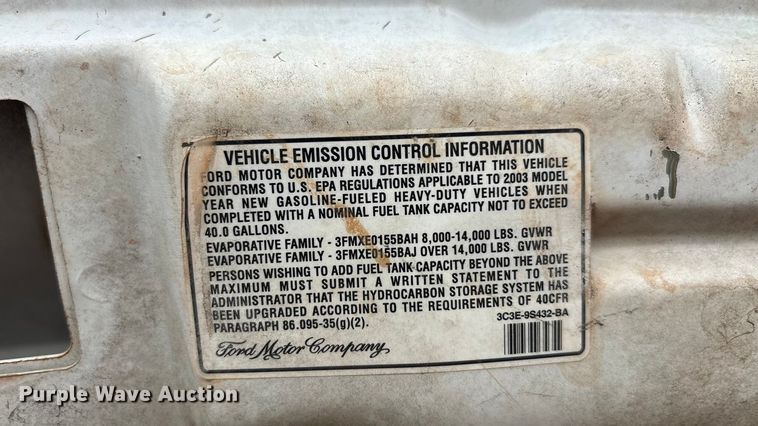 VEHICLE EMISSION CONTROL INFORMATION
FORD MOTOR COMPANY HAS DETERMINED THAT THIS VEHICLE
CONFORMS TO U.S. EPA REGULATIONS APPLICABLE TO 2003 MODEL
YEAR NEW GASOLINE-FUELED HEAVY-DUTY VEHICLES WHEN
COMPLETED WITH A NOMINAL FUEL TANK CAPACITY NOT TO EXCEED
40.0 GALLONS.
EVAPORATIVE FAMILY - 3FMXE0155BAH 8,000-14,000 LBS. GVWR
EVAPORATIVE FAMILY - 3FMXE0155BAJ OVER 14,000 LBS. GVWR
PERSONS WISHING TO ADD FUEL TANK CAPACITY BEYOND THE ABOVE
MAXIMUM MUST SUBMIT A WRITTEN STATEMENT TO THE
ADMINISTRATOR THAT THE HYDROCARBON STORAGE SYSTEM HAS
BEEN UPGRADED ACCORDING TO THE REQUIREMENTS OF 40CFR
PARAGRAPH 86.095-35(g)(2).
3C3E-9S432-BA
Ford Motor Company
Purple Wave Auction